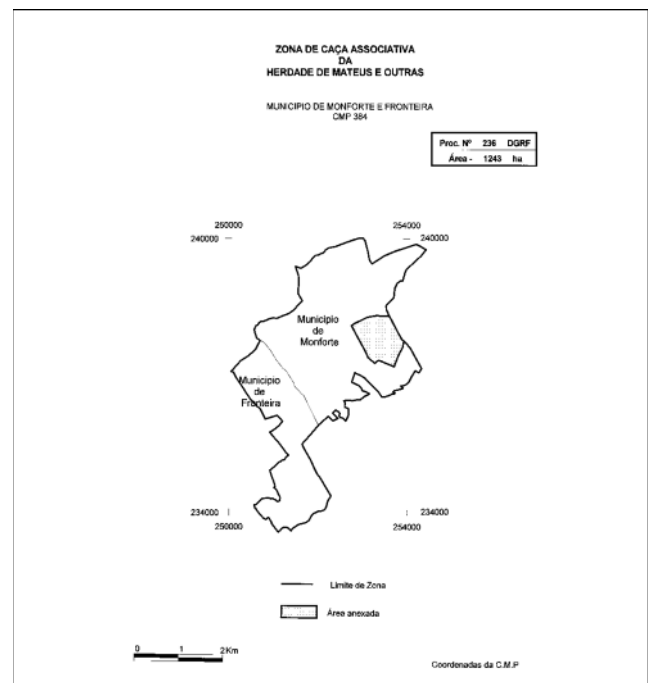 ZONA DE CAÇA ASSOCIATIVA
DA
HERDADE DE MATEUS E OUTRAS
MUNICIPIO DE MONFORTE E FRONTEIRA
CMP 384
Proc. Nº 236 DGRF
Área - 1243 ha
250000 254000
240000 240000
Município
de
Monforte
Município
de
Fronteira
234000 234000
250000 254000
Limite de Zona
Área anexada
0 1 2Km
Coordenadas da C.M.P